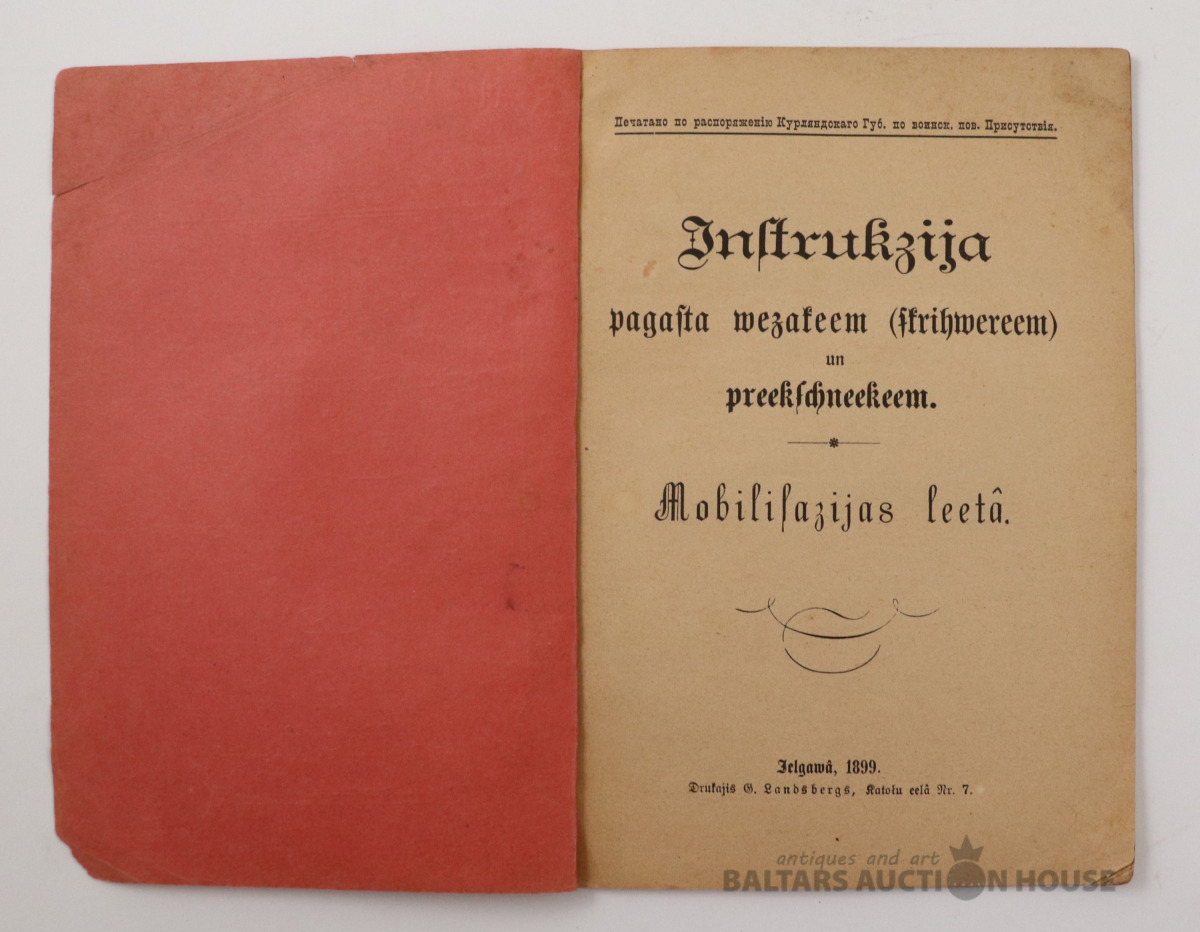 Печатано по распоряженію Курляндскаго Губ. по воинск. пов. Присутствія.
Inſtrukzija
pagaſta wezakeem (ſkrihwereem)
un
preekſchneekeem.
Mobiliſazijas leetâ.
Jelgawâ, 1899.
Drukajis G. Landsbergs, Katoļu eelâ Nr. 7.
antiques and art
BALTARS AUCTION HOUSE